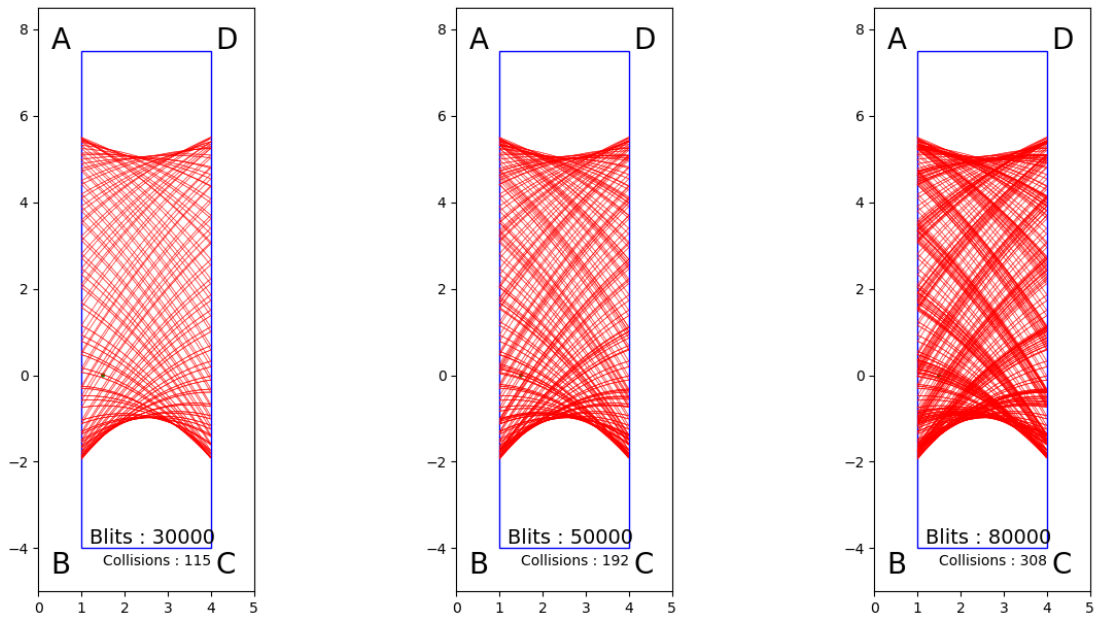 8
A
D
6
4
2
0
−2
Blits : 30000
−4
B
Collisions : 115
C
0 1 2 3 4 5
8
A
D
6
4
2
0
−2
Blits : 50000
−4
B
Collisions : 192
C
0 1 2 3 4 5
8
A
D
6
4
2
0
−2
Blits : 80000
−4
B
Collisions : 308
C
0 1 2 3 4 5